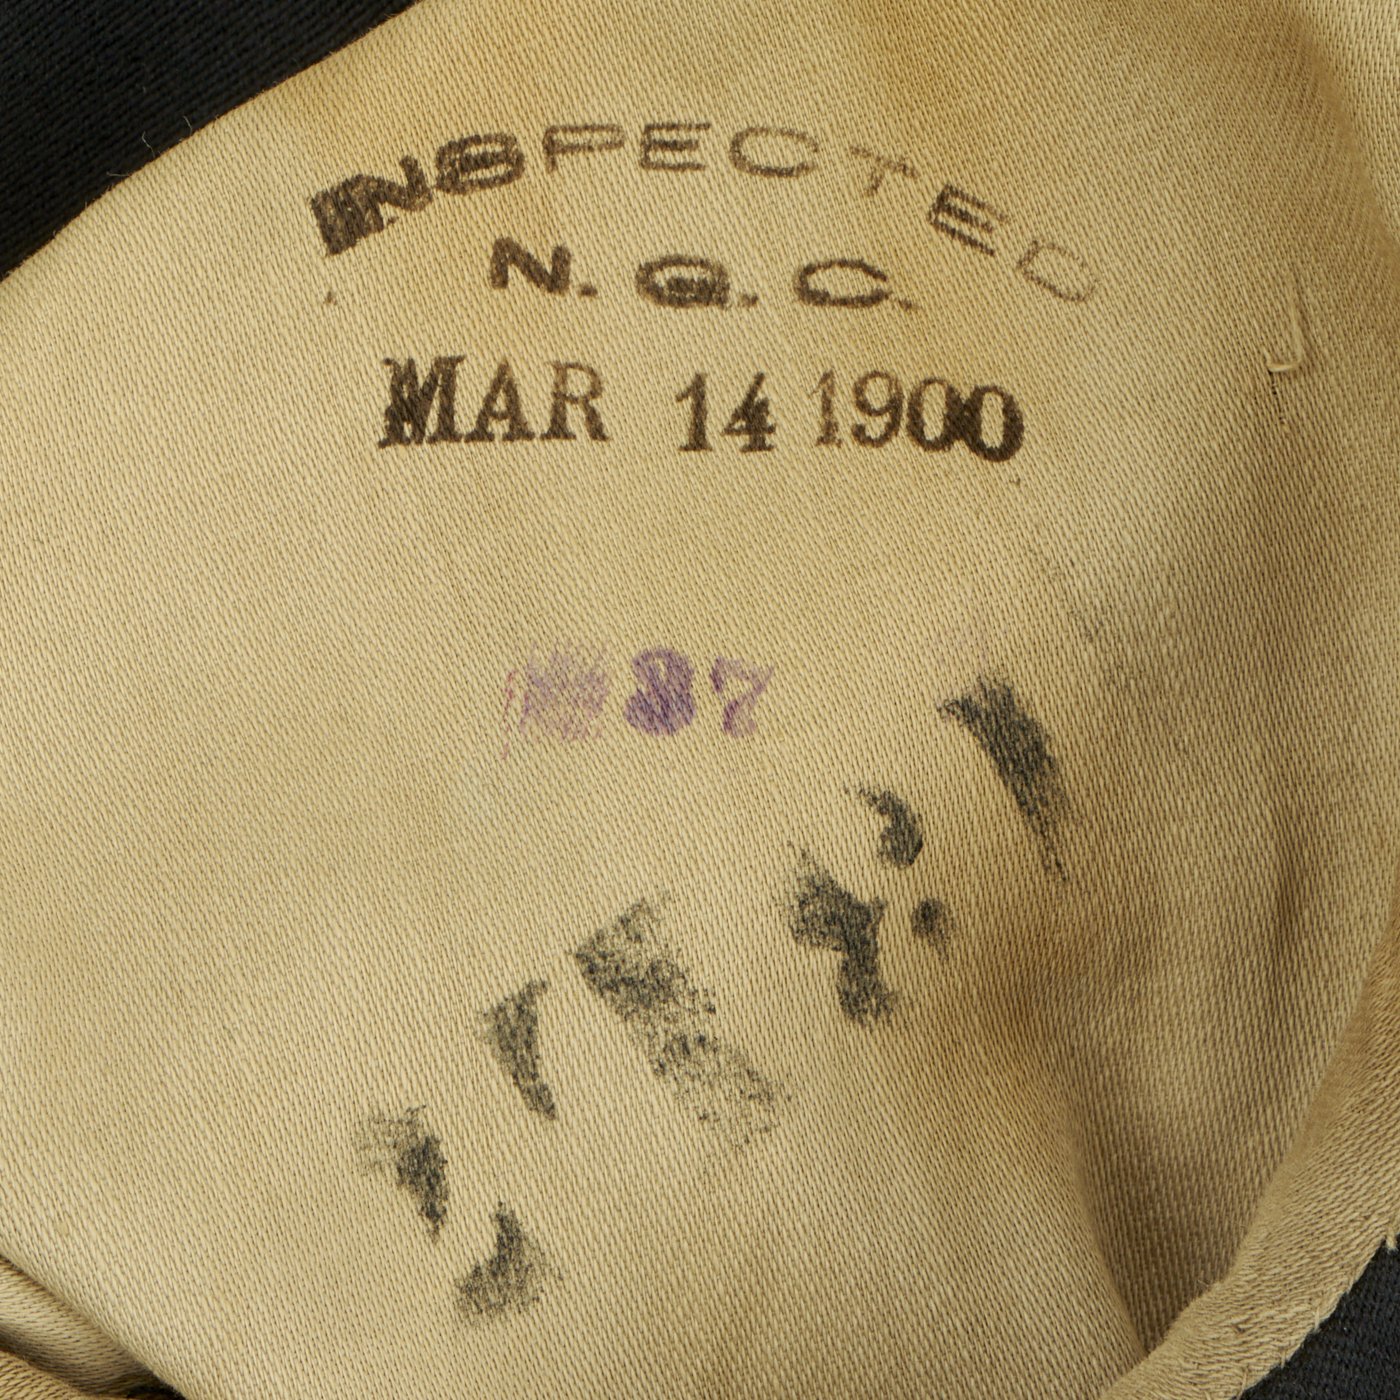 INSPECTED
N.G.C.
MAR 14 1900
37